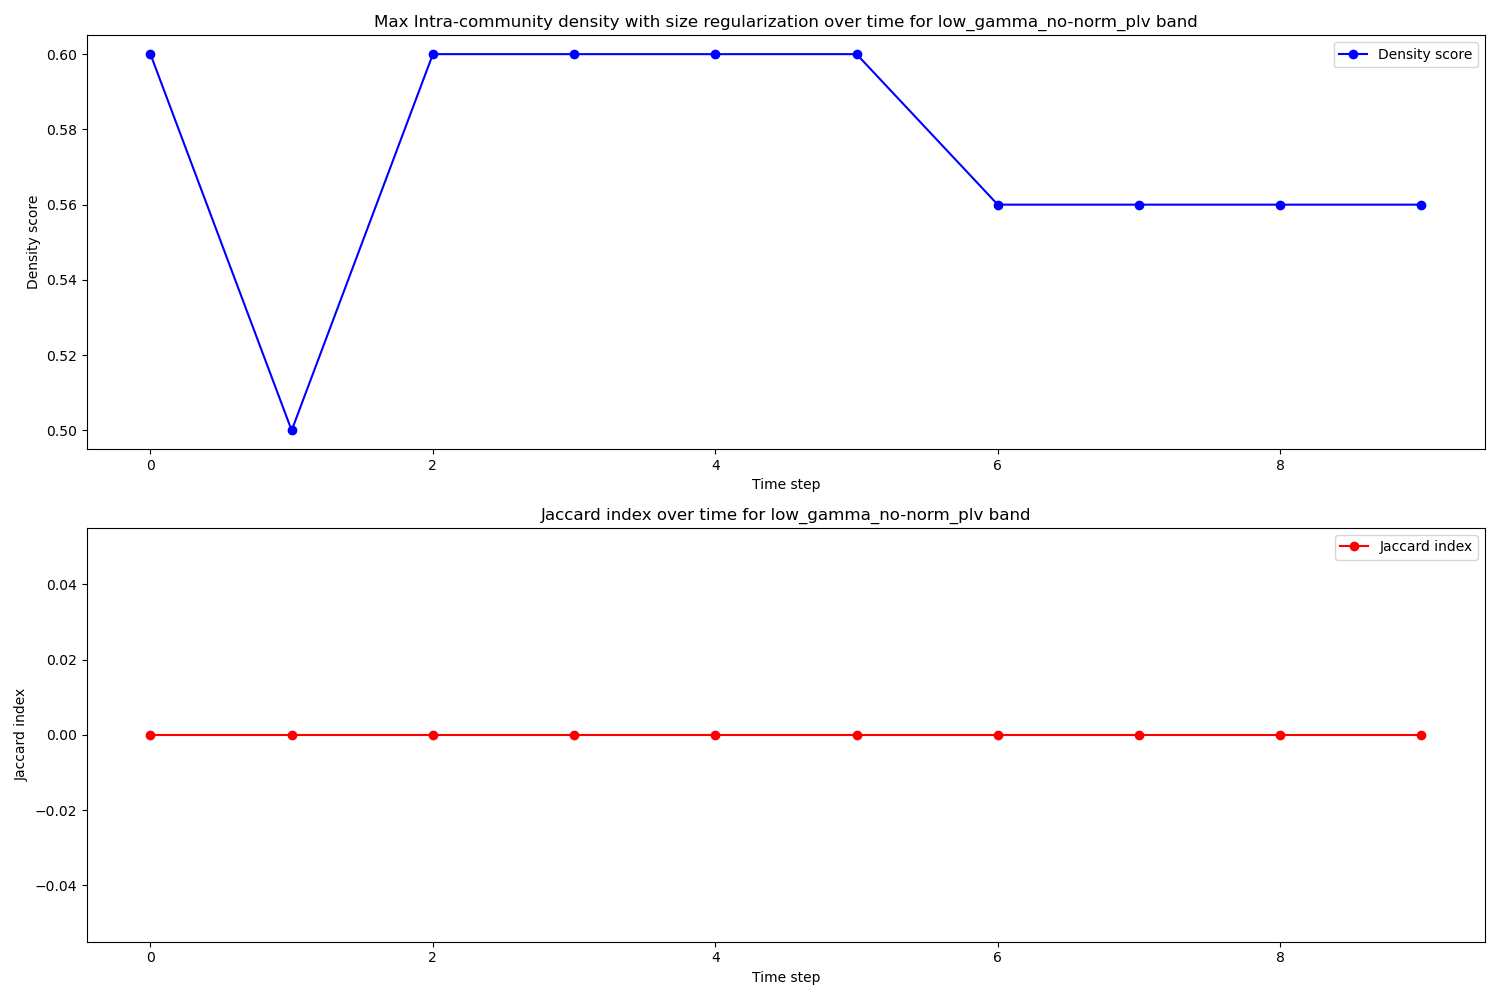 Max Intra-community density with size regularization over time for low_gamma_no-norm_plv band
Density score
0.60
0.58
0.56
0.54
0.52
0.50
Density score
0 2 4 6 8
Time step
Jaccard index over time for low_gamma_no-norm_plv band
Jaccard index
0.04
0.02
0.00
−0.02
−0.04
Jaccard index
0 2 4 6 8
Time step